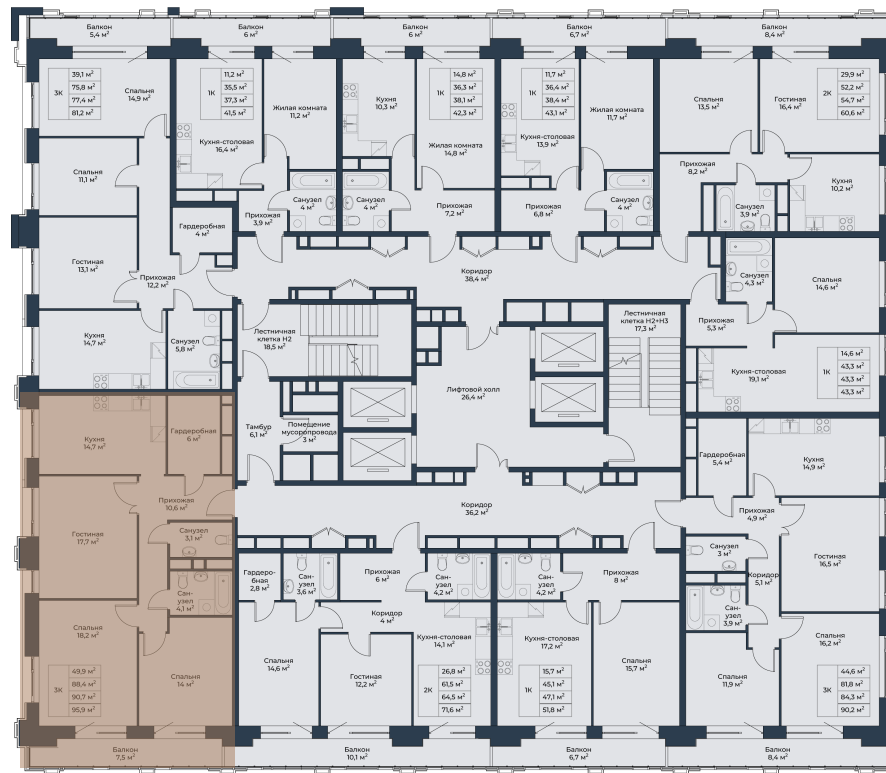 Балкон
5,4 м²
Балкон
6 м²
Балкон
6 м²
Балкон
6,7 м²
Балкон
8,4 м²
3К
39,1 м²
75,8 м²
77,4 м²
81,2 м²
Спальня
14,9 м²
1К
11,2 м²
35,5 м²
37,3 м²
41,5 м²
Кухня-столовая
16,4 м²
Жилая комната
11,2 м²
Кухня
10,3 м²
1К
14,8 м²
36,3 м²
38,1 м²
42,3 м²
Жилая комната
14,8 м²
1К
11,7 м²
36,4 м²
38,4 м²
43,1 м²
Кухня-столовая
13,9 м²
Жилая комната
11,7 м²
Спальня
13,5 м²
Гостиная
16,4 м²
2К
29,9 м²
52,2 м²
54,7 м²
60,6 м²
Спальня
11,1 м²
Прихожая
8,2 м²
Кухня
10,2 м²
Гардеробная
4 м²
Прихожая
3,9 м²
Санузел
4 м²
Санузел
4 м²
Прихожая
7,2 м²
Прихожая
6,8 м²
Санузел
4 м²
Санузел
3,9 м²
Гостиная
13,1 м²
Прихожая
12,2 м²
Коридор
38,4 м²
Санузел
4,3 м²
Спальня
14,6 м²
Кухня
14,7 м²
Санузел
5,8 м²
Лестничная
клетка Н2
18,5 м²
Лестничная
клетка Н2+Н3
17,3 м²
Прихожая
5,3 м²
Кухня-столовая
19,1 м²
1К
14,6 м²
43,3 м²
43,3 м²
43,3 м²
Лифтовой холл
26,4 м²
Кухня
14,7 м²
Гардеробная
6 м²
Тамбур
6,1 м²
Помещение
мусоропровода
3 м²
Гардеробная
5,4 м²
Кухня
14,9 м²
Прихожая
10,6 м²
Коридор
36,2 м²
Прихожая
4,9 м²
Гостиная
17,7 м²
Санузел
3,1 м²
Санузел
3 м²
Гостиная
16,5 м²
Сан-
узел
4,1 м²
Гардеро-
бная
2,8 м²
Сан-
узел
3,6 м²
Прихожая
6 м²
Сан-
узел
4,2 м²
Сан-
узел
4,2 м²
Прихожая
8 м²
Коридор
5,1 м²
Сан-
узел
3,9 м²
Спальня
18,2 м²
Коридор
4 м²
Кухня-столовая
14,1 м²
Кухня-столовая
17,2 м²
Спальня
16,2 м²
3К
49,9 м²
88,4 м²
90,7 м²
95,9 м²
Спальня
14 м²
Спальня
14,6 м²
Гостиная
12,2 м²
2К
26,8 м²
61,5 м²
64,5 м²
71,6 м²
1К
15,7 м²
45,1 м²
47,1 м²
51,8 м²
Спальня
15,7 м²
Спальня
11,9 м²
3К
44,6 м²
81,8 м²
84,3 м²
90,2 м²
Балкон
7,5 м²
Балкон
10,1 м²
Балкон
6,7 м²
Балкон
8,4 м²